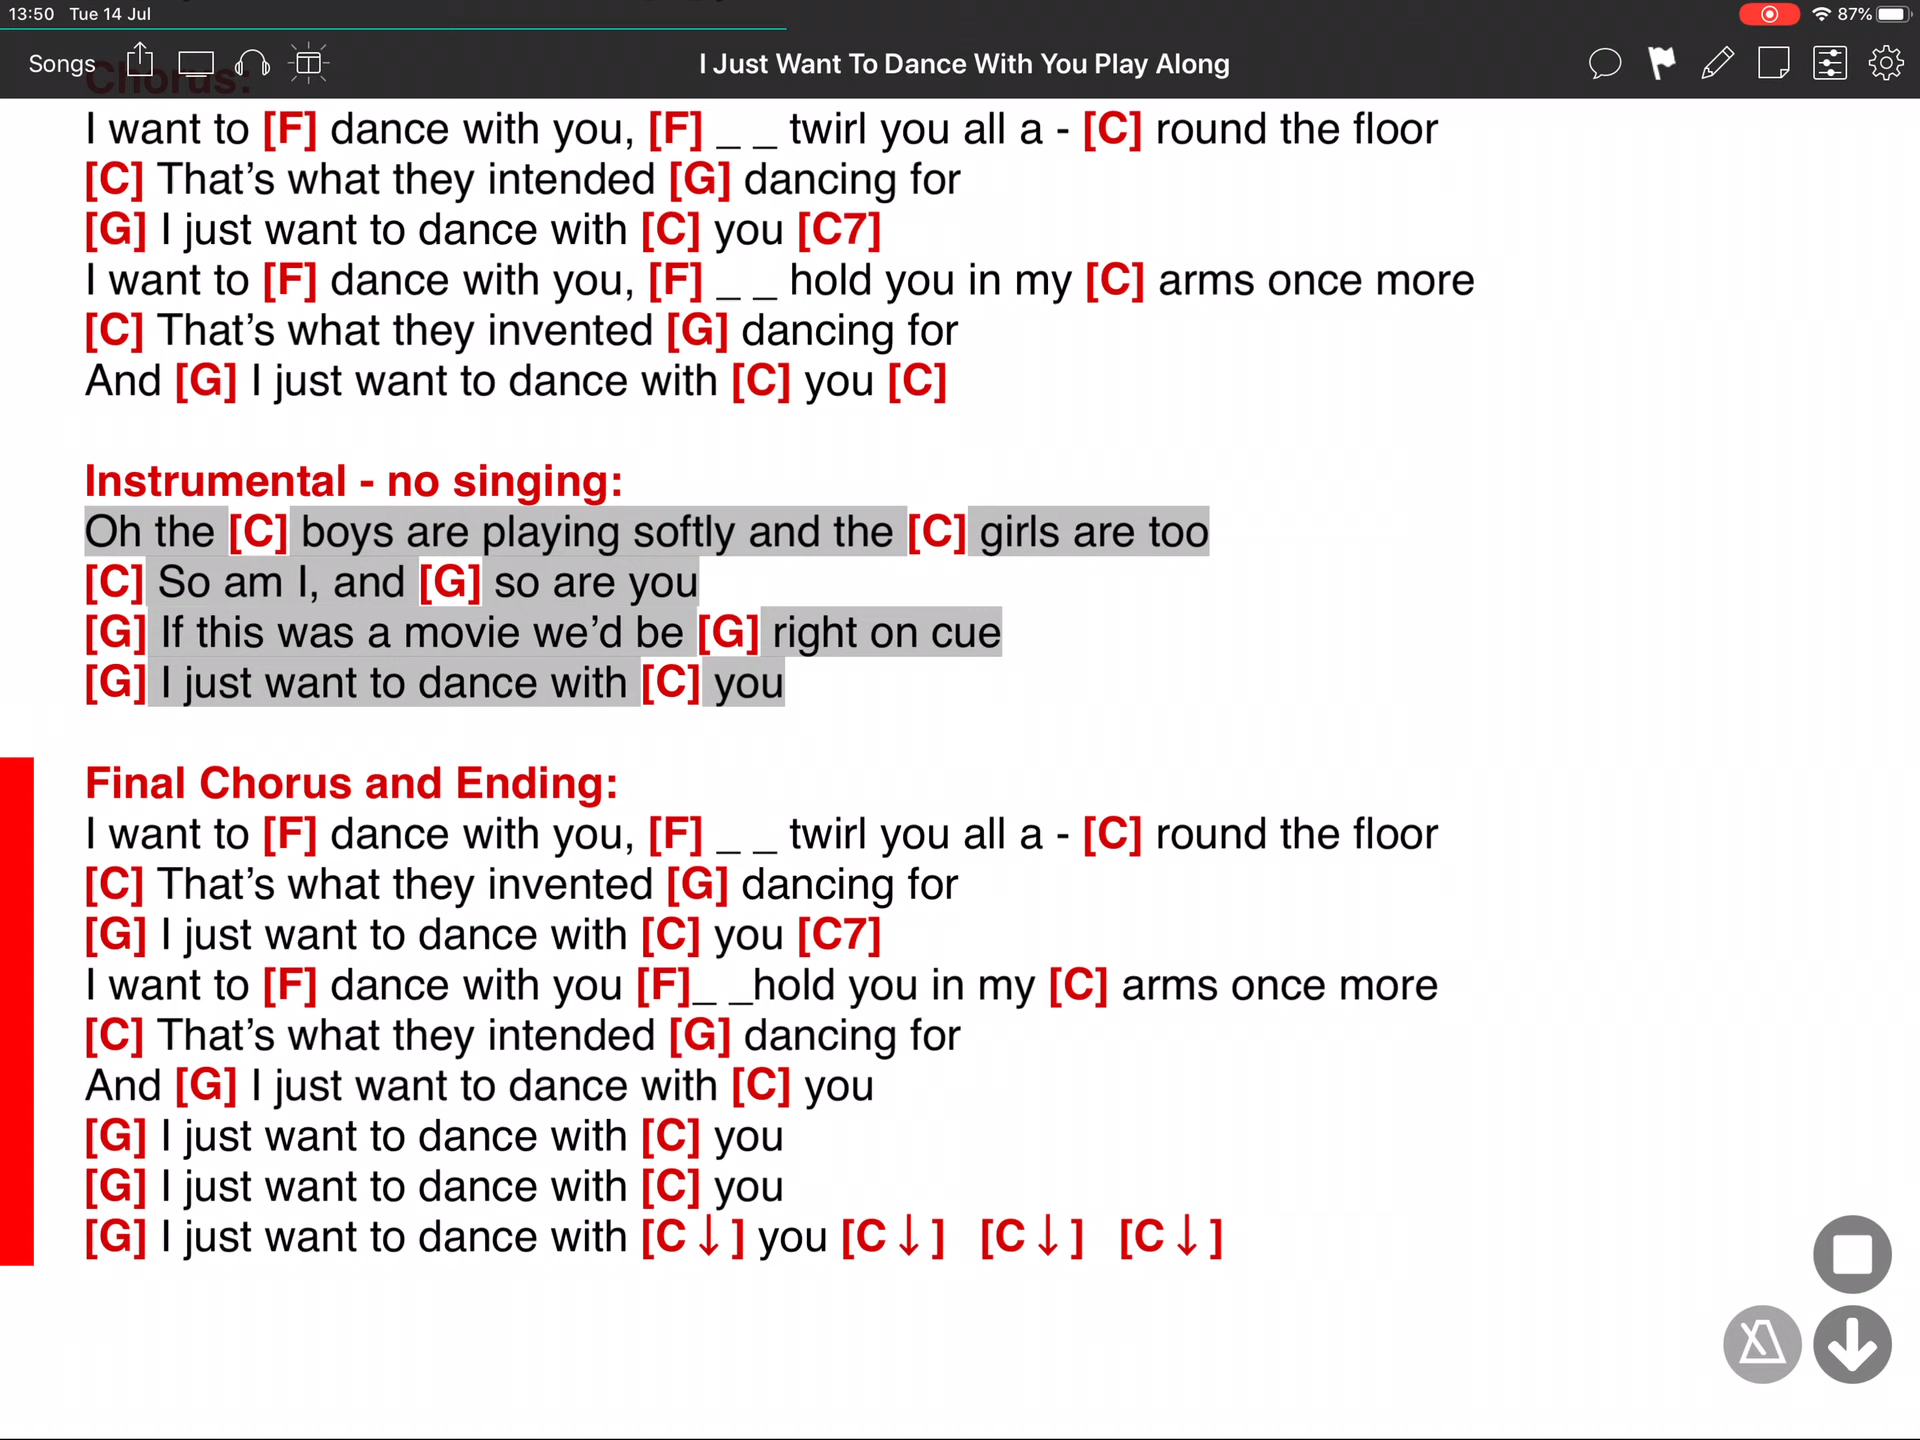 13:50 Tue 14 Jul 87%
Songs I Just Want To Dance With You Play Along
Chorus:
I want to [F] dance with you, [F] _ _ twirl you all a - [C] round the floor
[C] That’s what they intended [G] dancing for
[G] I just want to dance with [C] you [C7]
I want to [F] dance with you, [F] _ _ hold you in my [C] arms once more
[C] That’s what they invented [G] dancing for
And [G] I just want to dance with [C] you [C]
Instrumental - no singing:
Oh the [C] boys are playing softly and the [C] girls are too
[C] So am I, and [G] so are you
[G] If this was a movie we’d be [G] right on cue
[G] I just want to dance with [C] you
Final Chorus and Ending:
I want to [F] dance with you, [F] _ _ twirl you all a - [C] round the floor
[C] That’s what they invented [G] dancing for
[G] I just want to dance with [C] you [C7]
I want to [F] dance with you [F]_ _hold you in my [C] arms once more
[C] That’s what they intended [G] dancing for
And [G] I just want to dance with [C] you
[G] I just want to dance with [C] you
[G] I just want to dance with [C] you
[G] I just want to dance with [C↓] you [C↓] [C↓] [C↓]